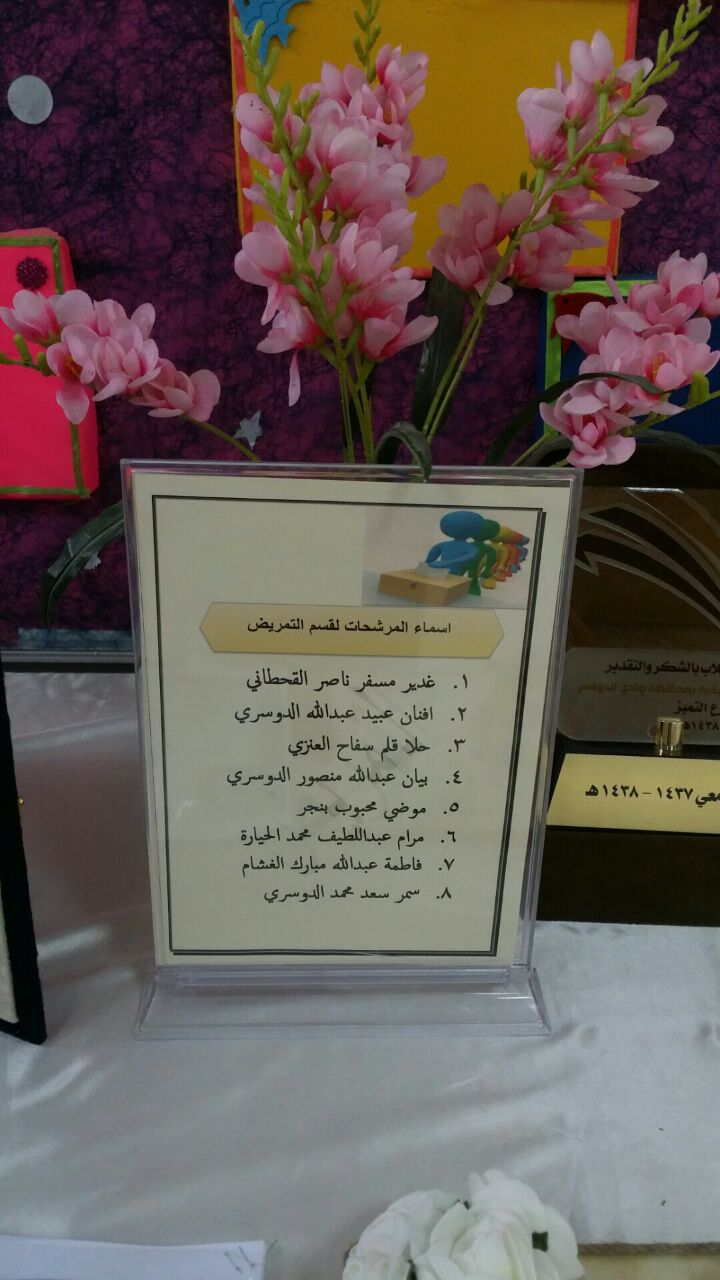 اسماء المرشحات لقسم التمريض
١. غدير مسفر ناصر القحطاني
٢. افنان عبيد عبدالله الدوسري
٣. حلا قلم سفاح العنزي
٤. بيان عبدالله منصور الدوسري
٥. موضي محبوب بنجر
٦. مرام عبداللطيف محمد الحيارة
٧. فاطمة عبدالله مبارك الغشام
٨. سمر سعد محمد الدوسري
بالشكر والتقدير
بمحافظة وادي الدواسر
التميز
١٤٣٧ - ١٤٣٨هـ